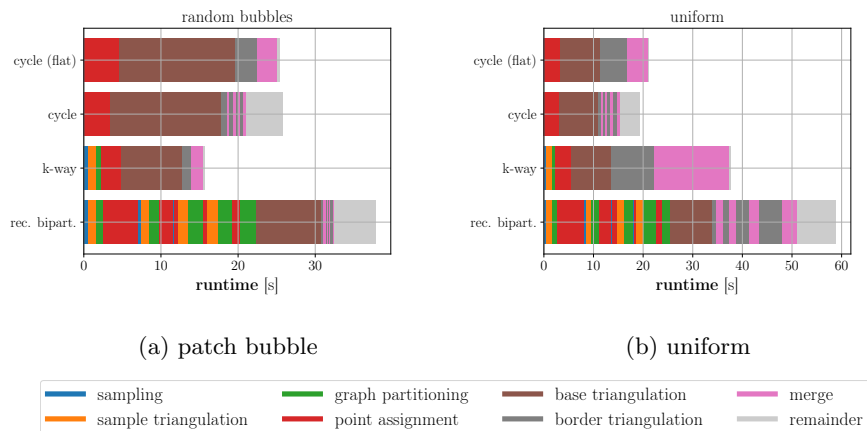 random bubbles
cycle (flat)
cycle
k-way
rec. bipart.
0 10 20 30
runtime [s]
(a) patch bubble
uniform
cycle (flat)
cycle
k-way
rec. bipart.
0 10 20 30 40 50 60
runtime [s]
(b) uniform
sampling graph partitioning base triangulation merge
sample triangulation point assignment border triangulation remainder